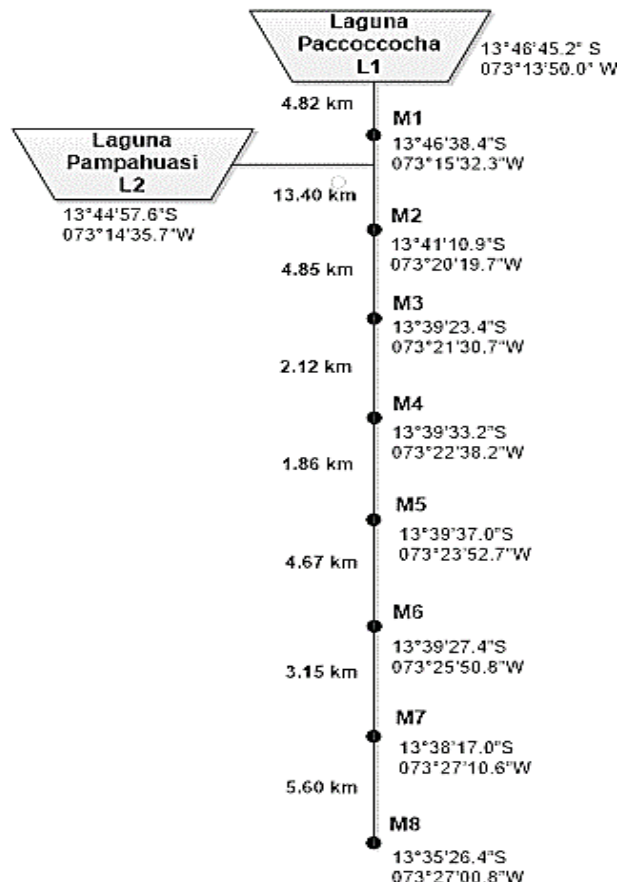 Laguna
Paccoccocha
L1
13°46'45.2" S
073°13'50.0" W
4.82 km
M1
13°46'38.4"S
073°15'32.3"W
Laguna
Pampahuasi
L2
13°44'57.6"S
073°14'35.7"W
13.40 km
M2
13°41'10.9"S
073°20'19.7"W
4.85 km
M3
13°39'23.4"S
073°21'30.7"W
2.12 km
M4
13°39'33.2"S
073°22'38.2"W
1.86 km
M5
13°39'37.0"S
073°23'52.7"W
4.67 km
M6
13°39'27.4"S
073°25'50.8"W
3.15 km
M7
13°38'17.0"S
073°27'10.6"W
5.60 km
M8
13°35'26.4"S
073°27'00.8"W